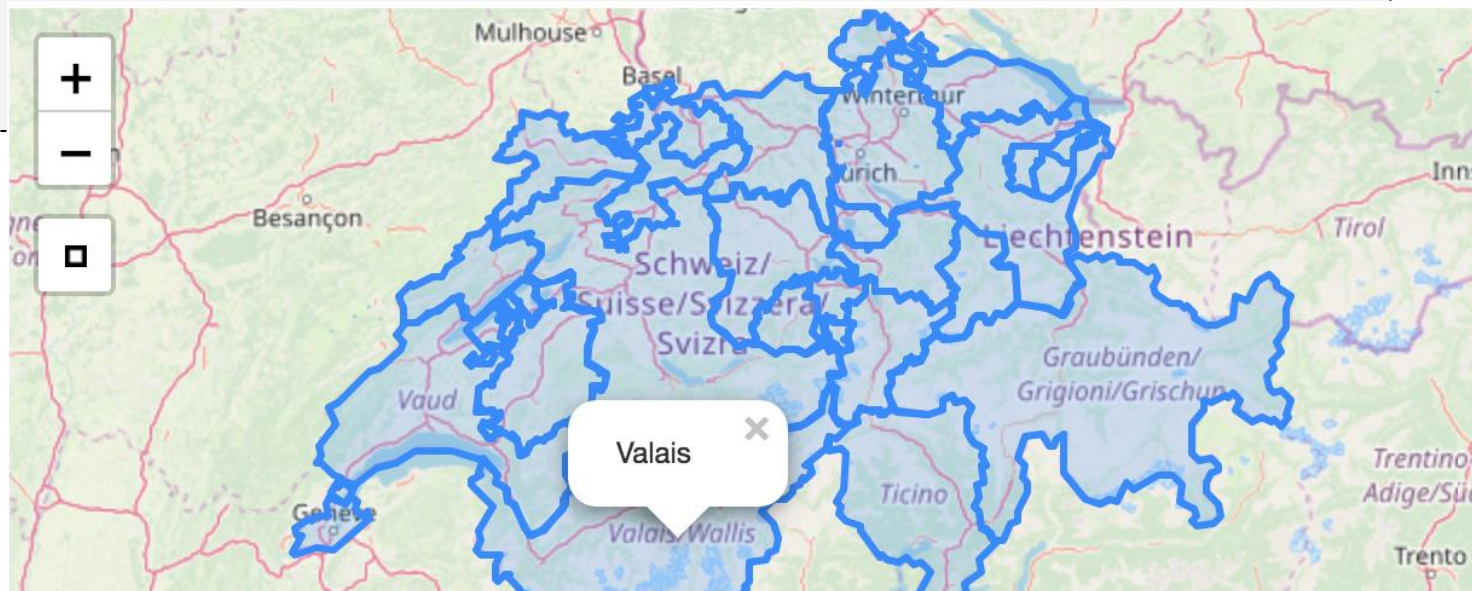 Mulhouse
Basel
Winterthur
Zürich
Besançon
Liechtenstein
Tirol
Inns
Schweiz/
Suisse/Svizzera/
Svizra
Graubünden/
Grigioni/Grischun
Vaud
×
Valais
Genève
Valais/Wallis
Ticino
Trentino
Adige/Sü
Trento
+
−